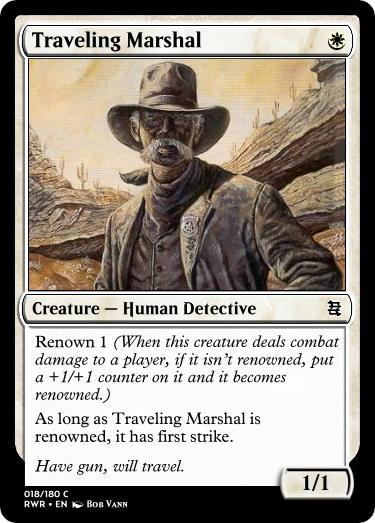 Traveling Marshal
Creature — Human Detective
Renown 1 (When this creature deals combat
damage to a player, if it isn't renowned, put
a +1/+1 counter on it and it becomes
renowned.)
As long as Traveling Marshal is
renowned, it has first strike.
Have gun, will travel.
1/1
018/180 C
RWR • EN Bob Vann